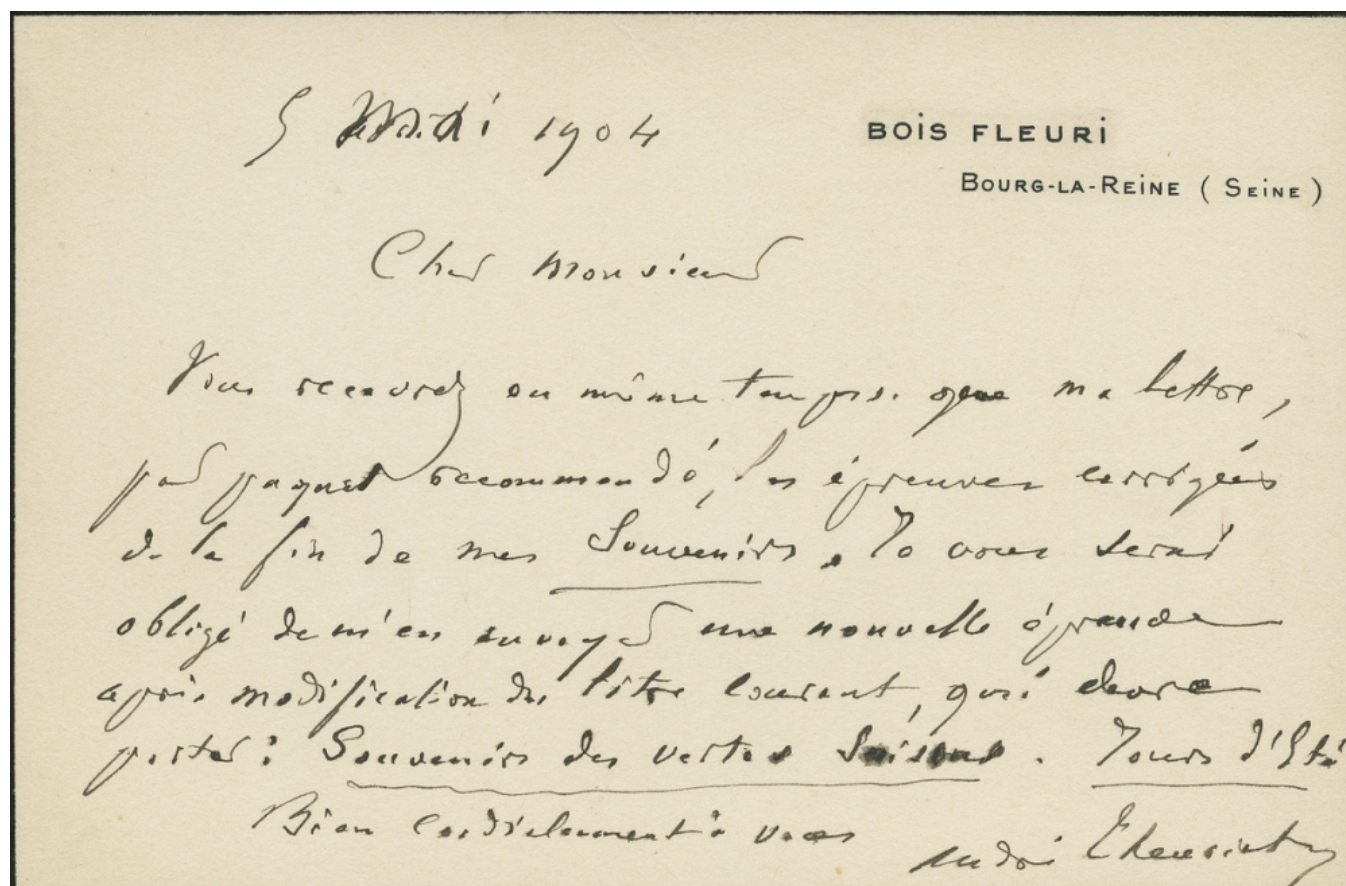 5 Mai 1904
BOIS FLEURI
BOURG-LA-REINE (SEINE)
Cher Monsieur
Vous recevrez en même temps que ma lettre,
par paquet recommandé, les épreuves corrigées
de la fin de mes Souvenirs. Je vous serai
obligé de m'en envoyer une nouvelle épreuve
après modification du titre courant, qui devra
porter : Souvenirs des vertes Saisons. Jours d'Eté
Bien cordialement à vous
André Theuriet